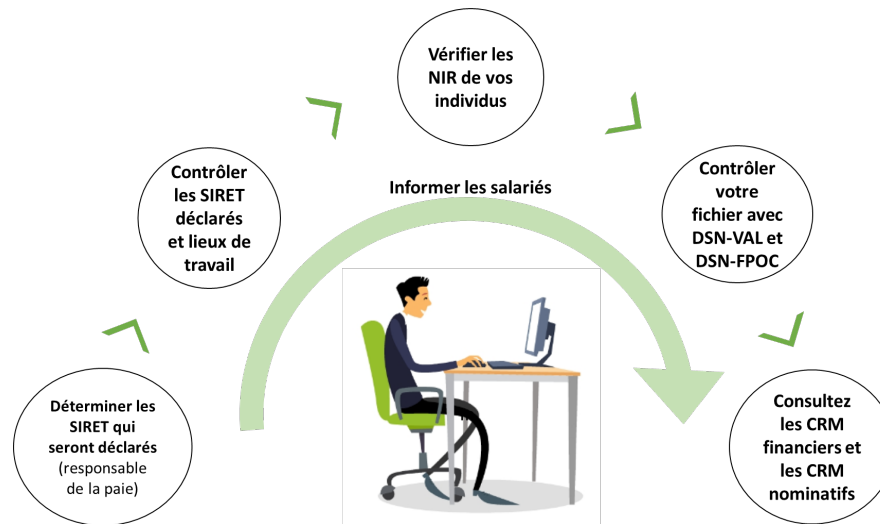 Déterminer les
SIRET qui
seront déclarés
(responsable
de la paie)
Contrôler
les SIRET
déclarés
et lieux de
travail
Vérifier les
NIR de vos
individus
Informer les salariés
Contrôler
votre
fichier avec
DSN-VAL et
DSN-FPOC
Consultez
les CRM
financiers et
les CRM
nominatifs